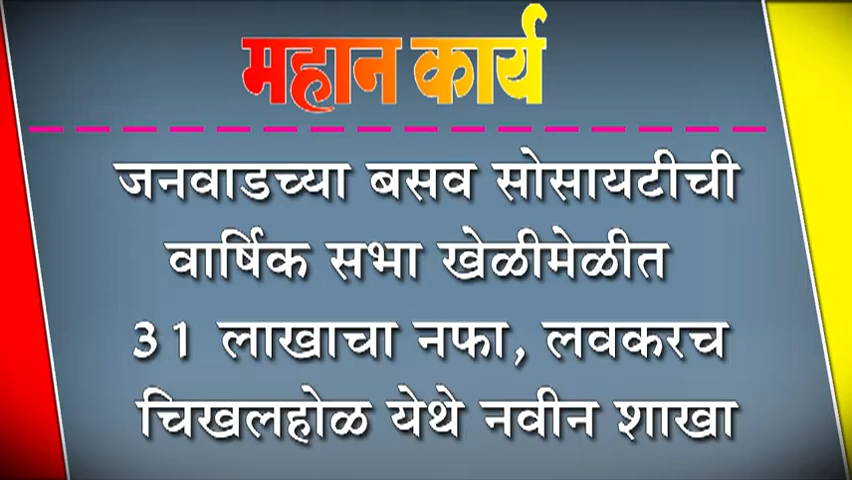 महान कार्य
जनवाडच्या बसव सोसायटीची
वार्षिक सभा खेळीमेळीत
31 लाखाचा नफा, लवकरच
चिखलहोळ येथे नवीन शाखा